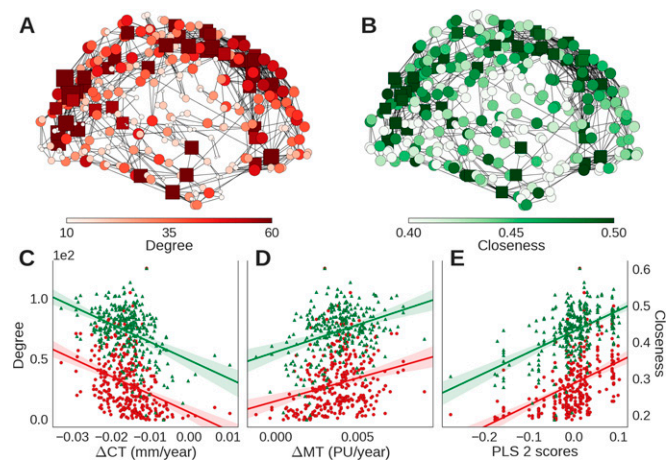 A B
10 35 60 0.40 0.45 0.50
Degree Closeness
C D E
1e2
1.0
0.5
0.0
Degree
0.6
0.5
0.4
0.3
0.2
Closeness
−0.03 −0.02 −0.01 0.00 0.01 0.000 0.005 −0.2 −0.1 0.0 0.1
ΔCT (mm/year) ΔMT (PU/year) PLS 2 scores